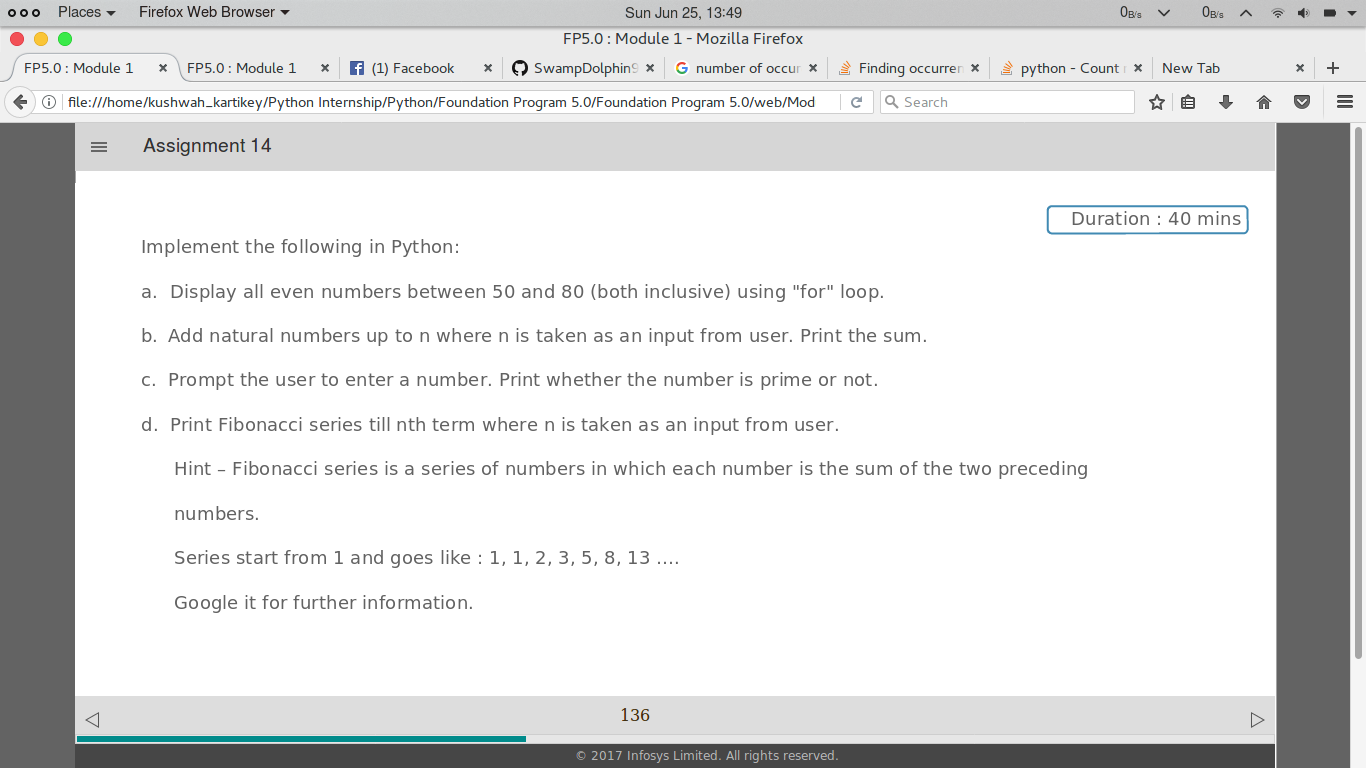 Places Firefox Web Browser Sun Jun 25, 13:49 0B/s 0B/s
FP5.0 : Module 1 - Mozilla Firefox
FP5.0 : Module 1 FP5.0 : Module 1 (1) Facebook SwampDolphin9 number of occur Finding occurren python - Count New Tab
file:///home/kushwah_kartikey/Python Internship/Python/Foundation Program 5.0/Foundation Program 5.0/web/Mod Search
Assignment 14
Duration : 40 mins
Implement the following in Python:
a. Display all even numbers between 50 and 80 (both inclusive) using "for" loop.
b. Add natural numbers up to n where n is taken as an input from user. Print the sum.
c. Prompt the user to enter a number. Print whether the number is prime or not.
d. Print Fibonacci series till nth term where n is taken as an input from user.
Hint – Fibonacci series is a series of numbers in which each number is the sum of the two preceding
numbers.
Series start from 1 and goes like : 1, 1, 2, 3, 5, 8, 13 ....
Google it for further information.
136
© 2017 Infosys Limited. All rights reserved.